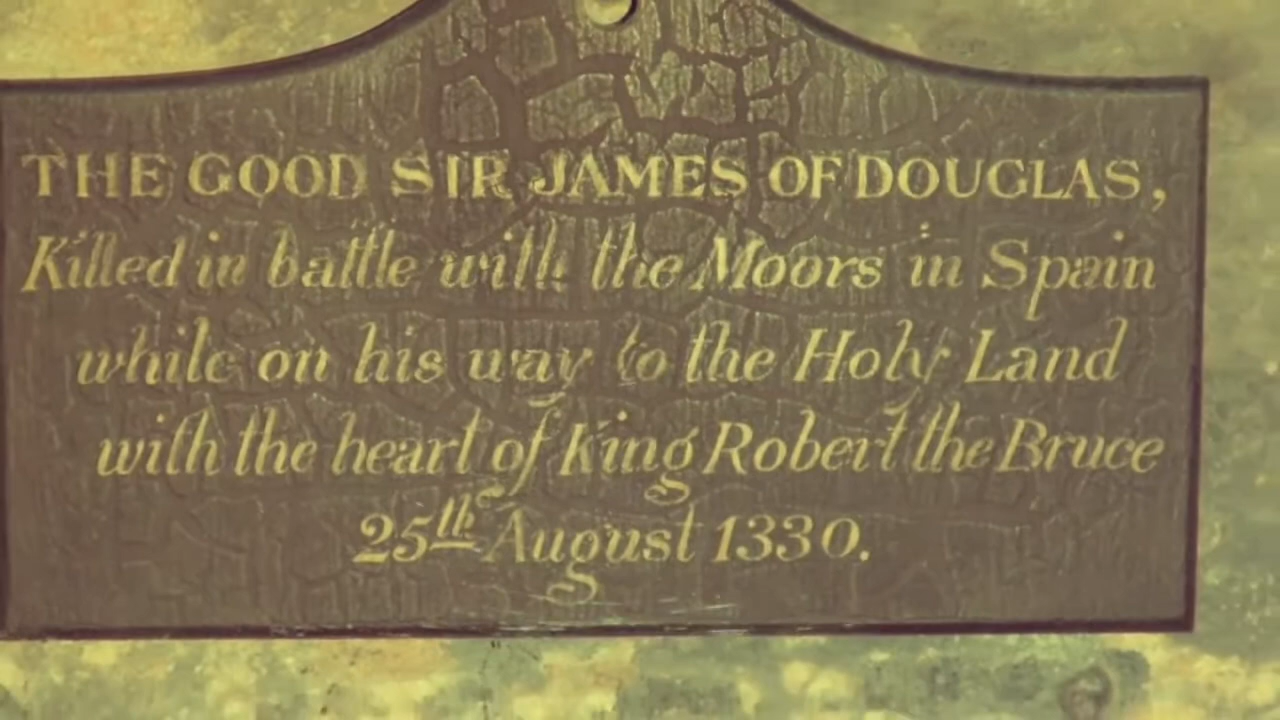 THE GOOD SIR JAMES OF DOUGLAS,
Killed in battle with the Moors in Spain
while on his way to the Holy Land
with the heart of King Robert the Bruce
25th August 1330.